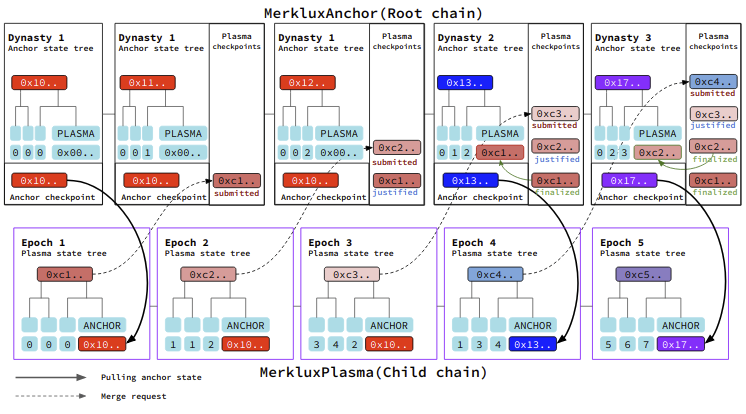 MerkluxAnchor(Root chain)
Dynasty 1
Anchor state tree
0x10..
PLASMA
0 0 0 0x00..
0x10..
Anchor checkpoint
Dynasty 1
Anchor state tree
0x11..
PLASMA
0 0 1 0x00..
0x10..
Anchor checkpoint
Plasma
checkpoints
0xc1..
submitted
Dynasty 1
Anchor state tree
0x12..
PLASMA
0 0 2 0x00..
0x10..
Anchor checkpoint
Plasma
checkpoints
0xc2..
submitted
0xc1..
justified
Dynasty 2
Anchor state tree
0x13..
PLASMA
0 1 2 0xc1..
0x13..
Anchor checkpoint
Plasma
checkpoints
0xc3..
submitted
0xc2..
justified
0xc1..
finalized
Dynasty 3
Anchor state tree
0x17..
PLASMA
0 2 3 0xc2..
0x17..
Anchor checkpoint
Plasma
checkpoints
0xc4..
submitted
0xc3..
justified
0xc2..
finalized
0xc1..
finalized
Epoch 1
Plasma state tree
0xc1..
ANCHOR
0 0 0 0x10..
Epoch 2
Plasma state tree
0xc2..
ANCHOR
1 1 2 0x10..
Epoch 3
Plasma state tree
0xc3..
ANCHOR
3 4 2 0x10..
Epoch 4
Plasma state tree
0xc4..
ANCHOR
1 3 4 0x13..
Epoch 5
Plasma state tree
0xc5..
ANCHOR
5 6 7 0x17..
MerkluxPlasma(Child chain)
Pulling anchor state
Merge request